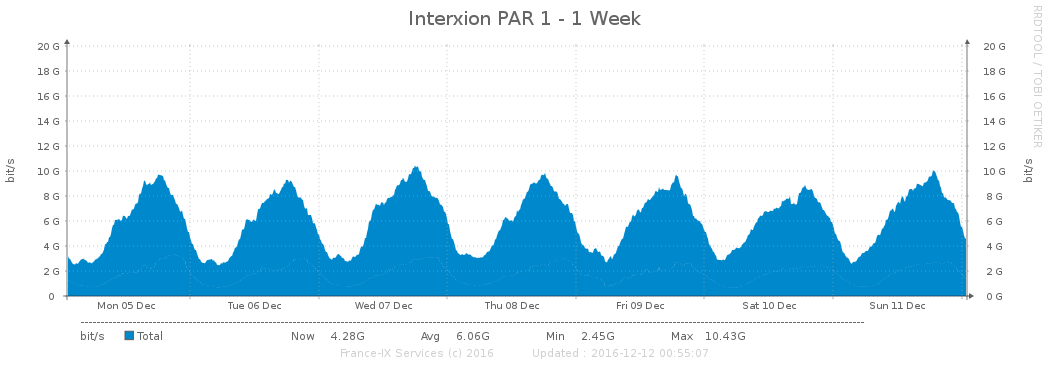 Interxion PAR 1 - 1 Week
RRDTOOL / TOBI OETIKER
bit/s
20 G 20 G
18 G 18 G
16 G 16 G
14 G 14 G
12 G 12 G
10 G 10 G
8 G 8 G
6 G 6 G
4 G 4 G
2 G 2 G
0 0 G
bit/s
Mon 05 Dec Tue 06 Dec Wed 07 Dec Thu 08 Dec Fri 09 Dec Sat 10 Dec Sun 11 Dec
bit/s Total Now 4.28G Avg 6.06G Min 2.45G Max 10.43G
France-IX Services (c) 2016 Updated : 2016-12-12 00:55:07